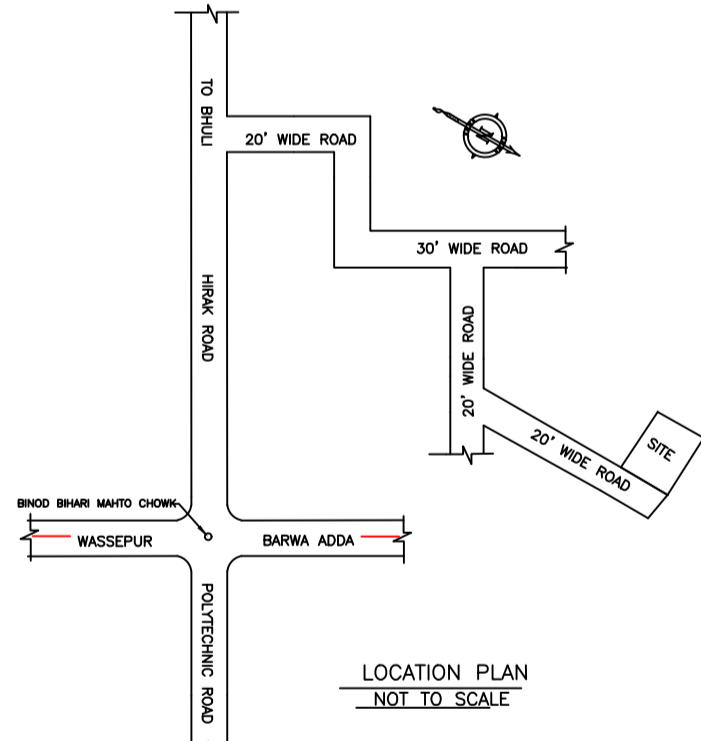 TO BHULI
20' WIDE ROAD
N
30' WIDE ROAD
HIRAK ROAD
20' WIDE ROAD
20' WIDE ROAD
SITE
BINOD BIHARI MAHTO CHOWK
WASSEPUR
BARWA ADDA
POLYTECHNIC ROAD
LOCATION PLAN
NOT TO SCALE